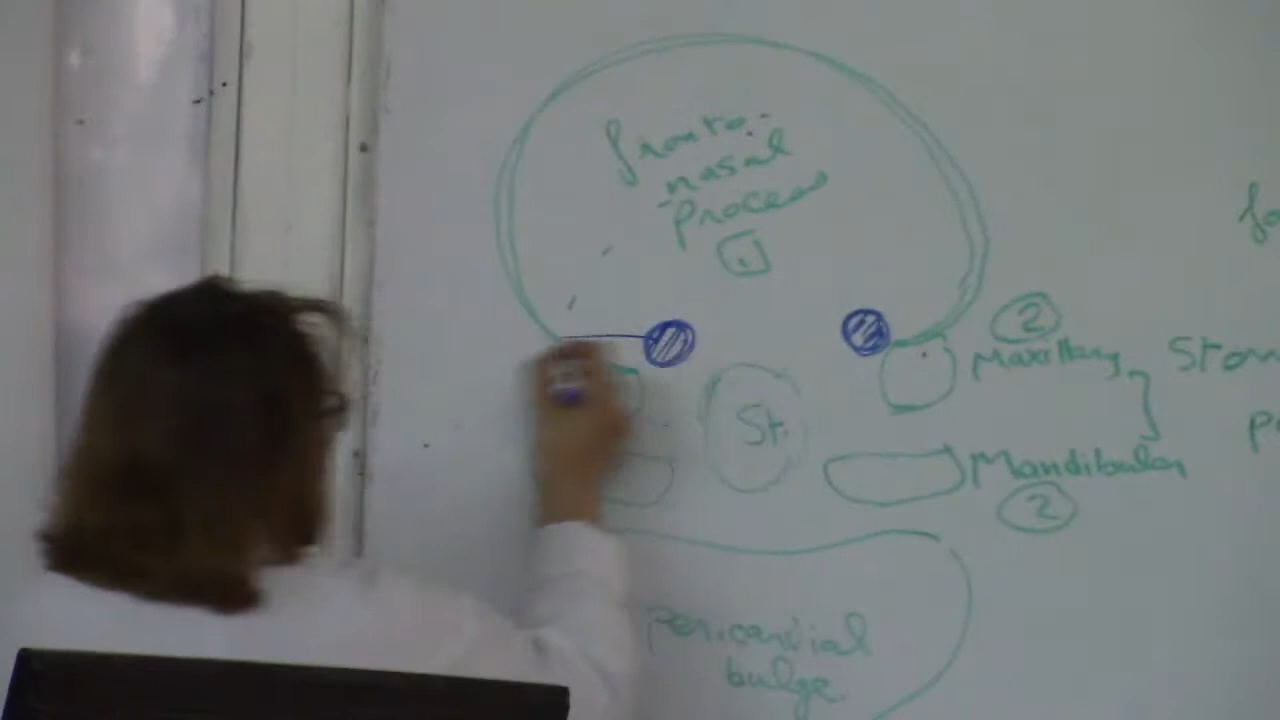 fronto-
nasal
process
1
2
Maxillary
St.
Mandibular
2
pericardial
bulge